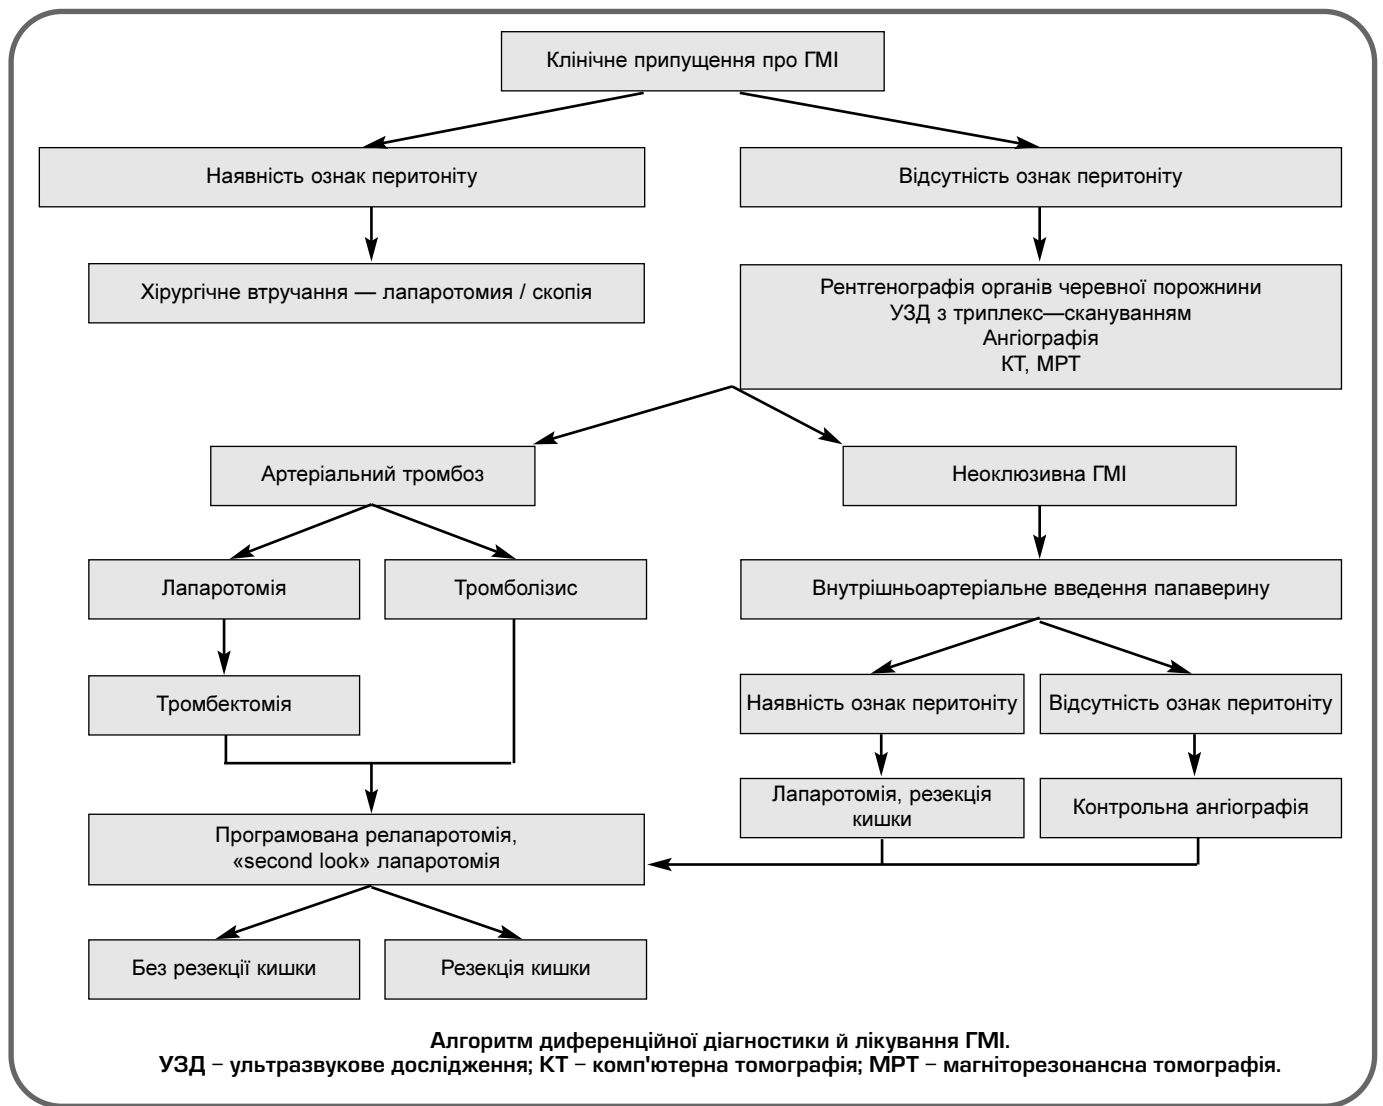 Клінічне припущення про ГМІ
Наявність ознак перитоніту
Відсутність ознак перитоніту
Хірургічне втручання — лапаротомия / скопія
Рентгенографія органів черевної порожнини
УЗД з триплекс—скануванням
Ангіографія
КТ, МРТ
Артеріальний тромбоз
Неоклюзивна ГМІ
Лапаротомія
Тромболізис
Внутрішньоартеріальне введення папаверину
Тромбектомія
Наявність ознак перитоніту
Відсутність ознак перитоніту
Лапаротомія, резекція
кишки
Контрольна ангіографія
Програмована релапаротомія,
«second look» лапаротомія
Без резекції кишки
Резекція кишки
Алгоритм диференційної діагностики й лікування ГМІ.
УЗД – ультразвукове дослідження; КТ – комп'ютерна томографія; МРТ – магніторезонансна томографія.